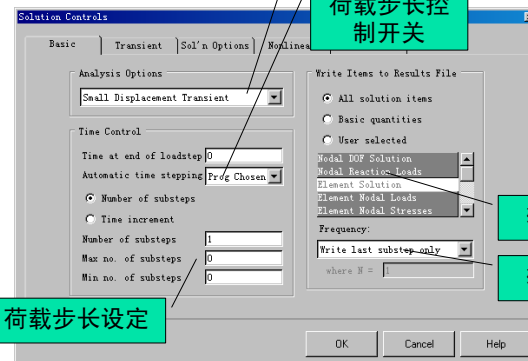 Solution Controls
荷载步长控
制开关
Basic
Transient
Sol'n Options
Analysis Options
Small Displacement Transient
Time Control
Time at end of loadstep 0
Automatic time stepping Prog Chosen
Number of substeps
Time increment
Number of substeps 1
Max no. of substeps 0
Min no. of substeps 0
Write Items to Results File
All solution items
Basic quantities
User selected
Nodal DOF Solution
Nodal Reaction Loads
Element Solution
Element Nodal Loads
Element Nodal Stresses
Frequency:
Write last substep only
where N = 1
荷载步长设定
OK
Cancel
Help